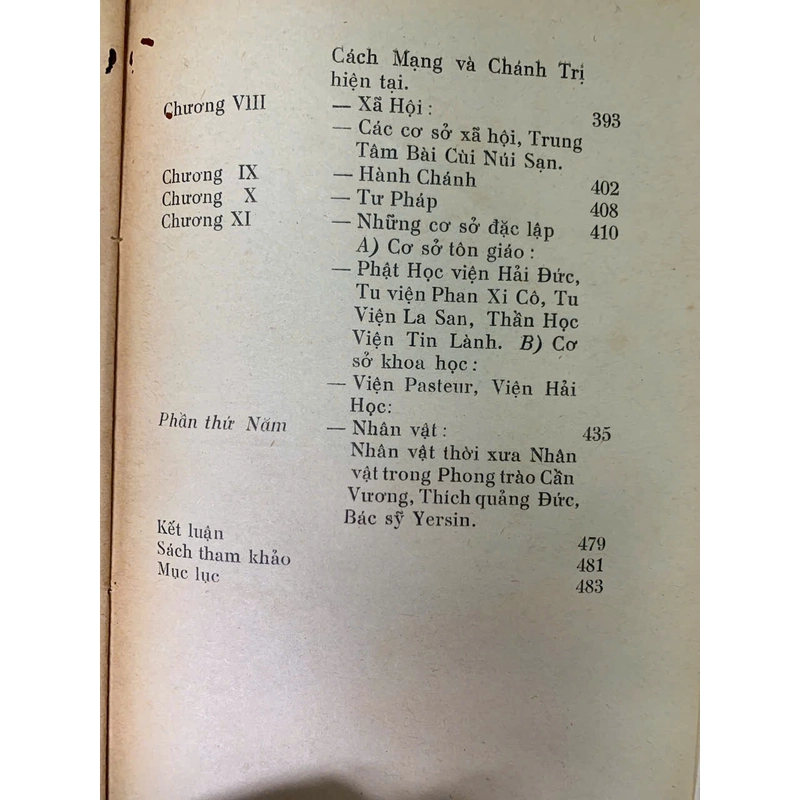 Cách Mạng và Chánh Trị
hiện tại.
Chương VIII — Xã Hội : 393
— Các cơ sở xã hội, Trung
Tâm Bài Cùi Núi Sạn.
Chương IX — Hành Chánh 402
Chương X — Tư Pháp 408
Chương XI — Những cơ sở đặc lập 410
A) Cơ sở tôn giáo :
— Phật Học viện Hải Đức,
Tu viện Phan Xi Cô, Tu
Viện La San, Thần Học
Viện Tin Lành. B) Cơ
sở khoa học :
— Viện Pasteur, Viện Hải
Học:
Phần thứ Năm — Nhân vật : 435
Nhân vật thời xưa Nhân
vật trong Phong trào Cần
Vương, Thích quảng Đức,
Bác sỹ Yersin.
Kết luận 479
Sách tham khảo 481
Mục lục 483